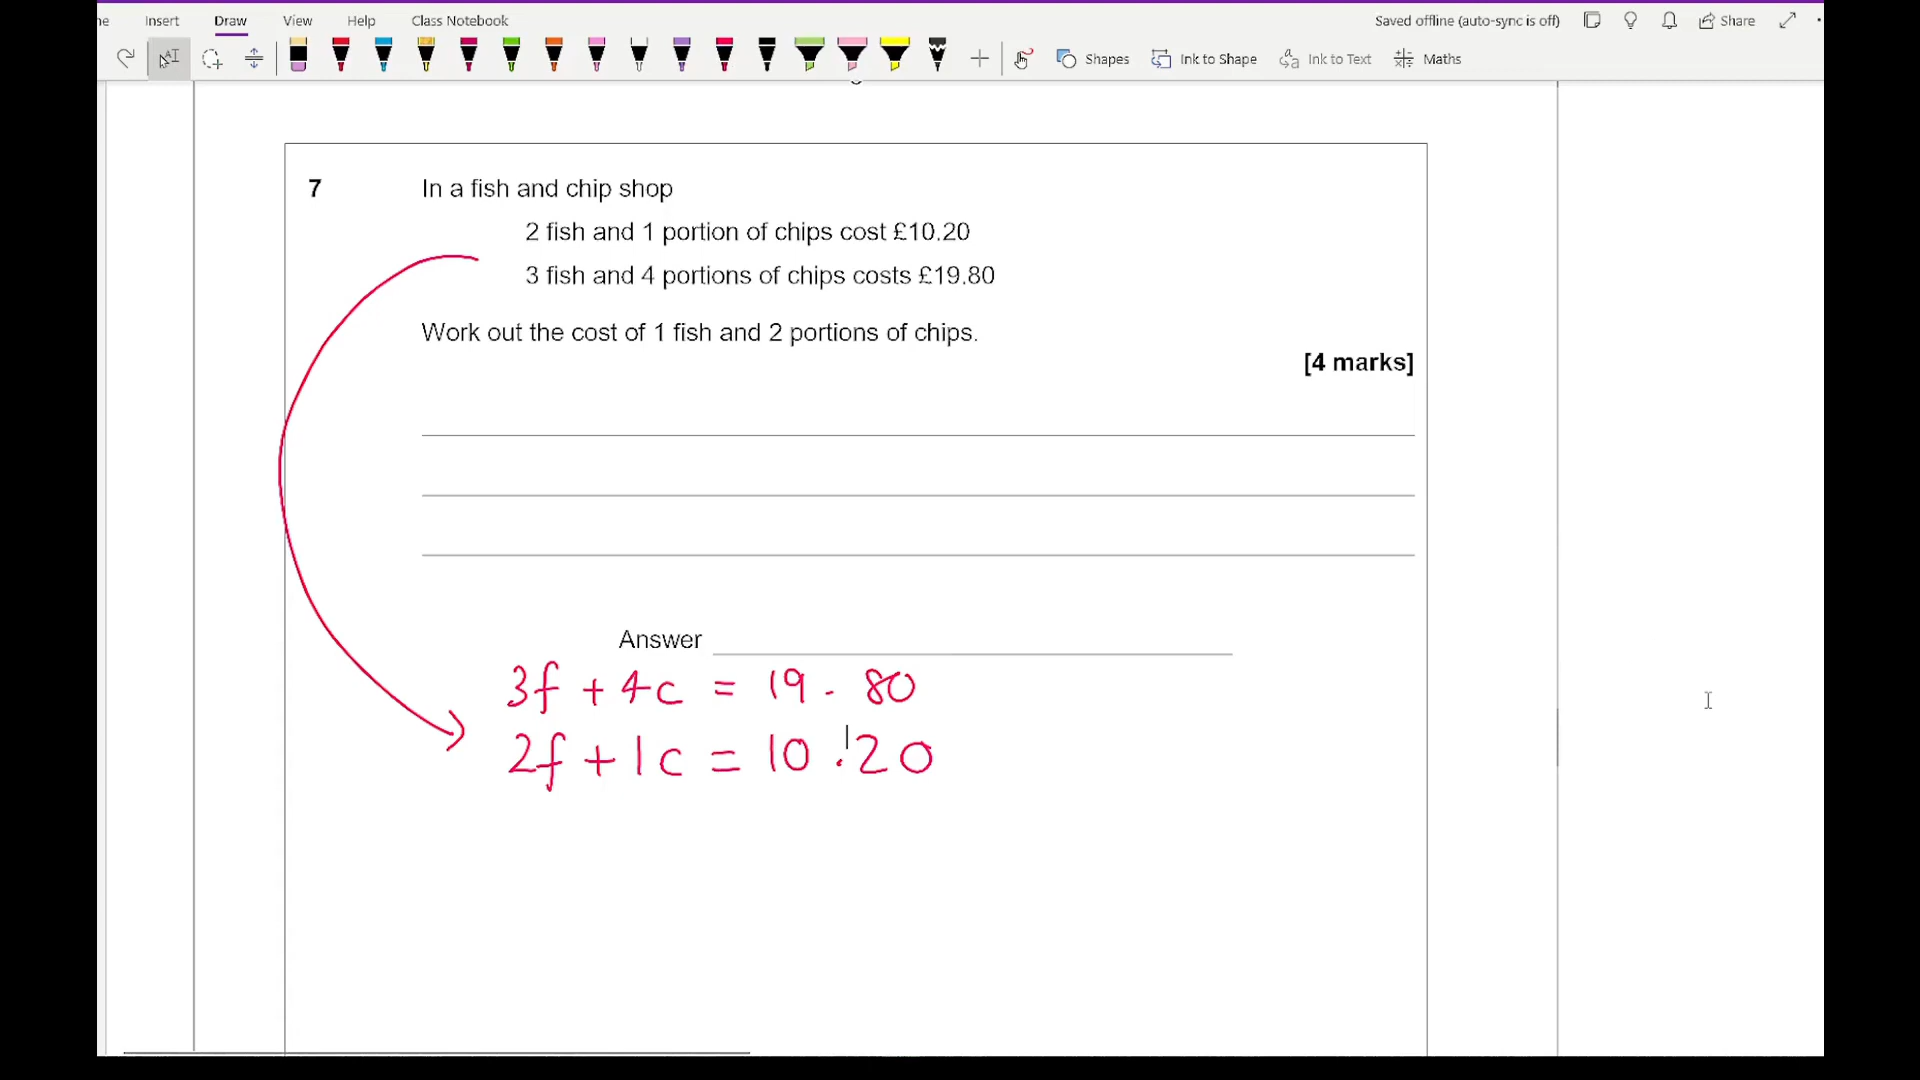 ne Insert Draw View Help Class Notebook Saved offline (auto-sync is off) Share
Shapes Ink to Shape Ink to Text Maths
7 In a fish and chip shop
2 fish and 1 portion of chips cost £10.20
3 fish and 4 portions of chips costs £19.80
Work out the cost of 1 fish and 2 portions of chips.
[4 marks]
Answer
3f + 4c = 19.80
2f + 1c = 10.20